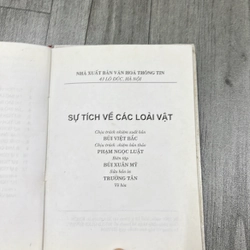 NHÀ XUẤT BẢN VĂN HOÁ THÔNG TIN
43 LÒ ĐÚC, HÀ NỘI
SỰ TÍCH VỀ CÁC LOÀI VẬT
Chịu trách nhiệm xuất bản
BÙI VIỆT BẮC
Chịu trách nhiệm bản thảo
PHẠM NGỌC LUẬT
Biên tập
BÙI XUÂN MỸ
Sửa bản in
TRƯỜNG TÂN
Vẽ bìa